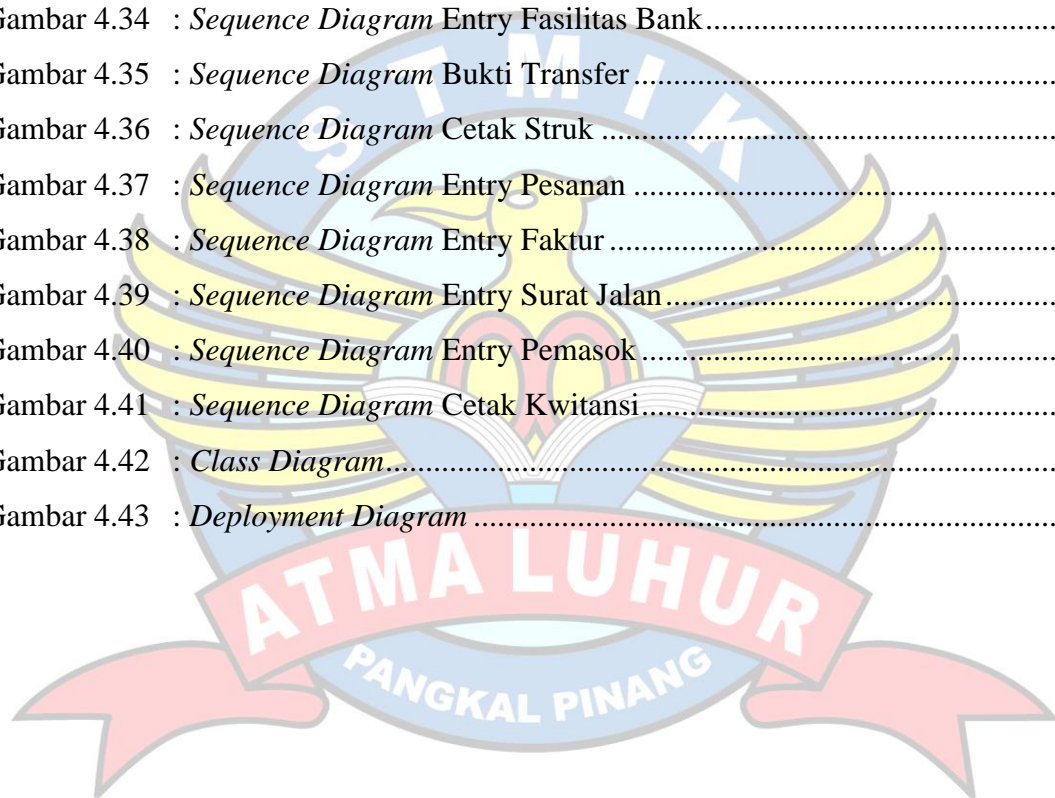 Gambar 4.34 : Sequence Diagram Entry Fasilitas Bank
Gambar 4.35 : Sequence Diagram Bukti Transfer
Gambar 4.36 : Sequence Diagram Cetak Struk
Gambar 4.37 : Sequence Diagram Entry Pesanan
Gambar 4.38 : Sequence Diagram Entry Faktur
Gambar 4.39 : Sequence Diagram Entry Surat Jalan
Gambar 4.40 : Sequence Diagram Entry Pemasok
Gambar 4.41 : Sequence Diagram Cetak Kwitansi
Gambar 4.42 : Class Diagram
Gambar 4.43 : Deployment Diagram
STMIK
ATMA LUHUR
PANGKAL PINANG